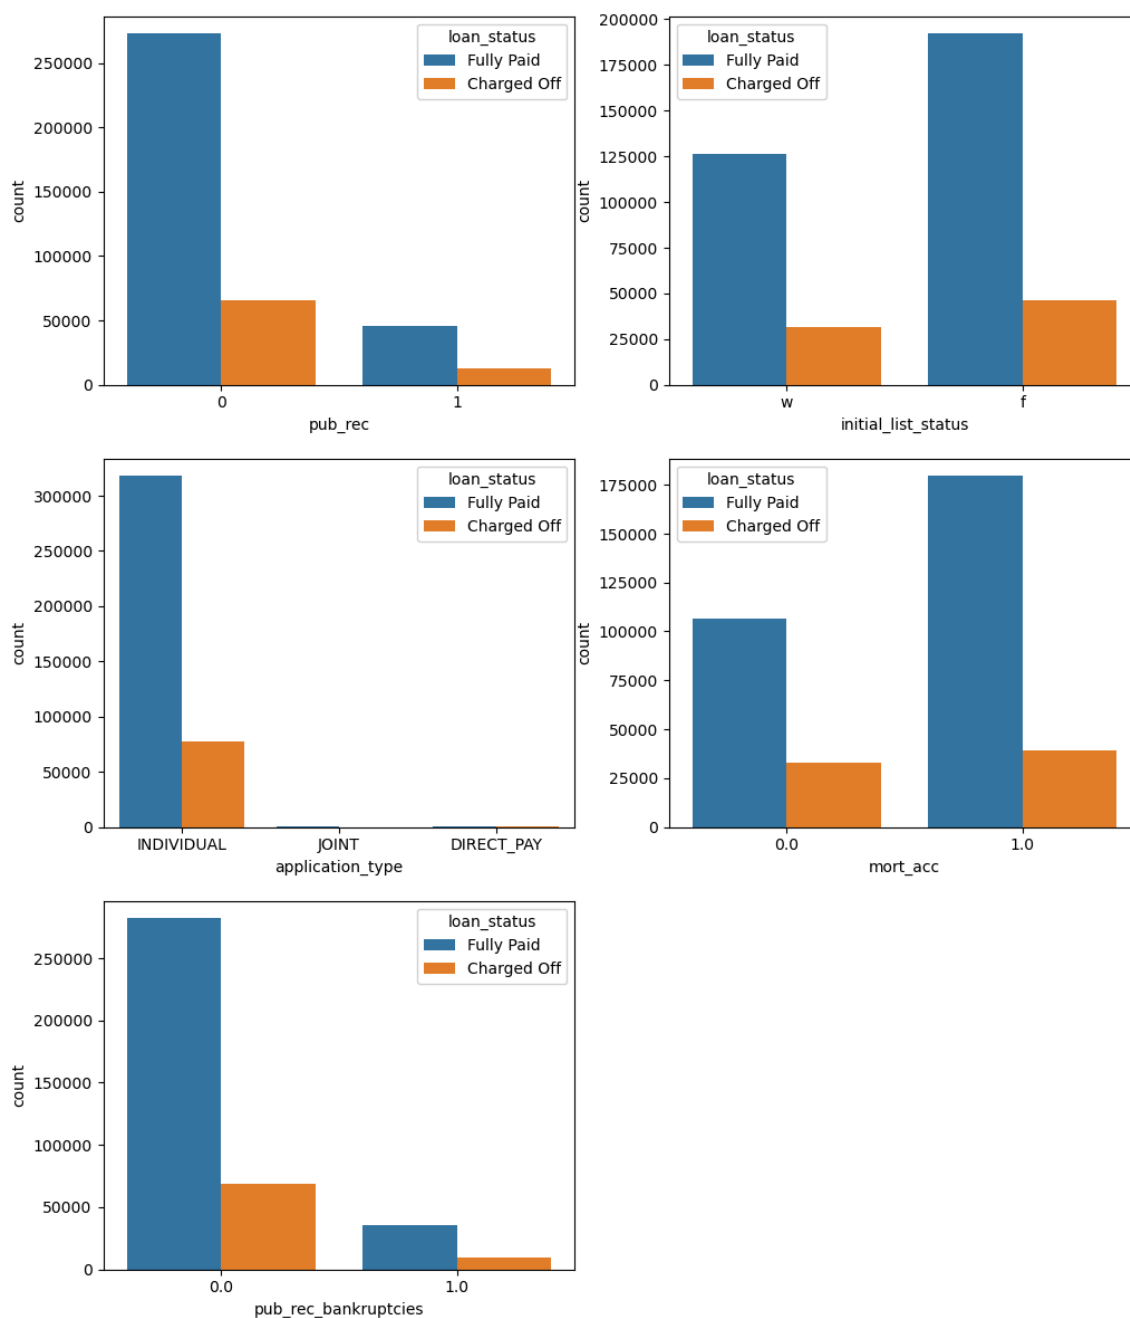 loan_status
Fully Paid
Charged Off
250000
200000
150000
100000
50000
0
count
0 1
pub_rec
loan_status
Fully Paid
Charged Off
200000
175000
150000
125000
100000
75000
50000
25000
0
count
w f
initial_list_status
loan_status
Fully Paid
Charged Off
300000
250000
200000
150000
100000
50000
0
count
INDIVIDUAL JOINT DIRECT_PAY
application_type
loan_status
Fully Paid
Charged Off
175000
150000
125000
100000
75000
50000
25000
0
count
0.0 1.0
mort_acc
loan_status
Fully Paid
Charged Off
250000
200000
150000
100000
50000
0
count
0.0 1.0
pub_rec_bankruptcies